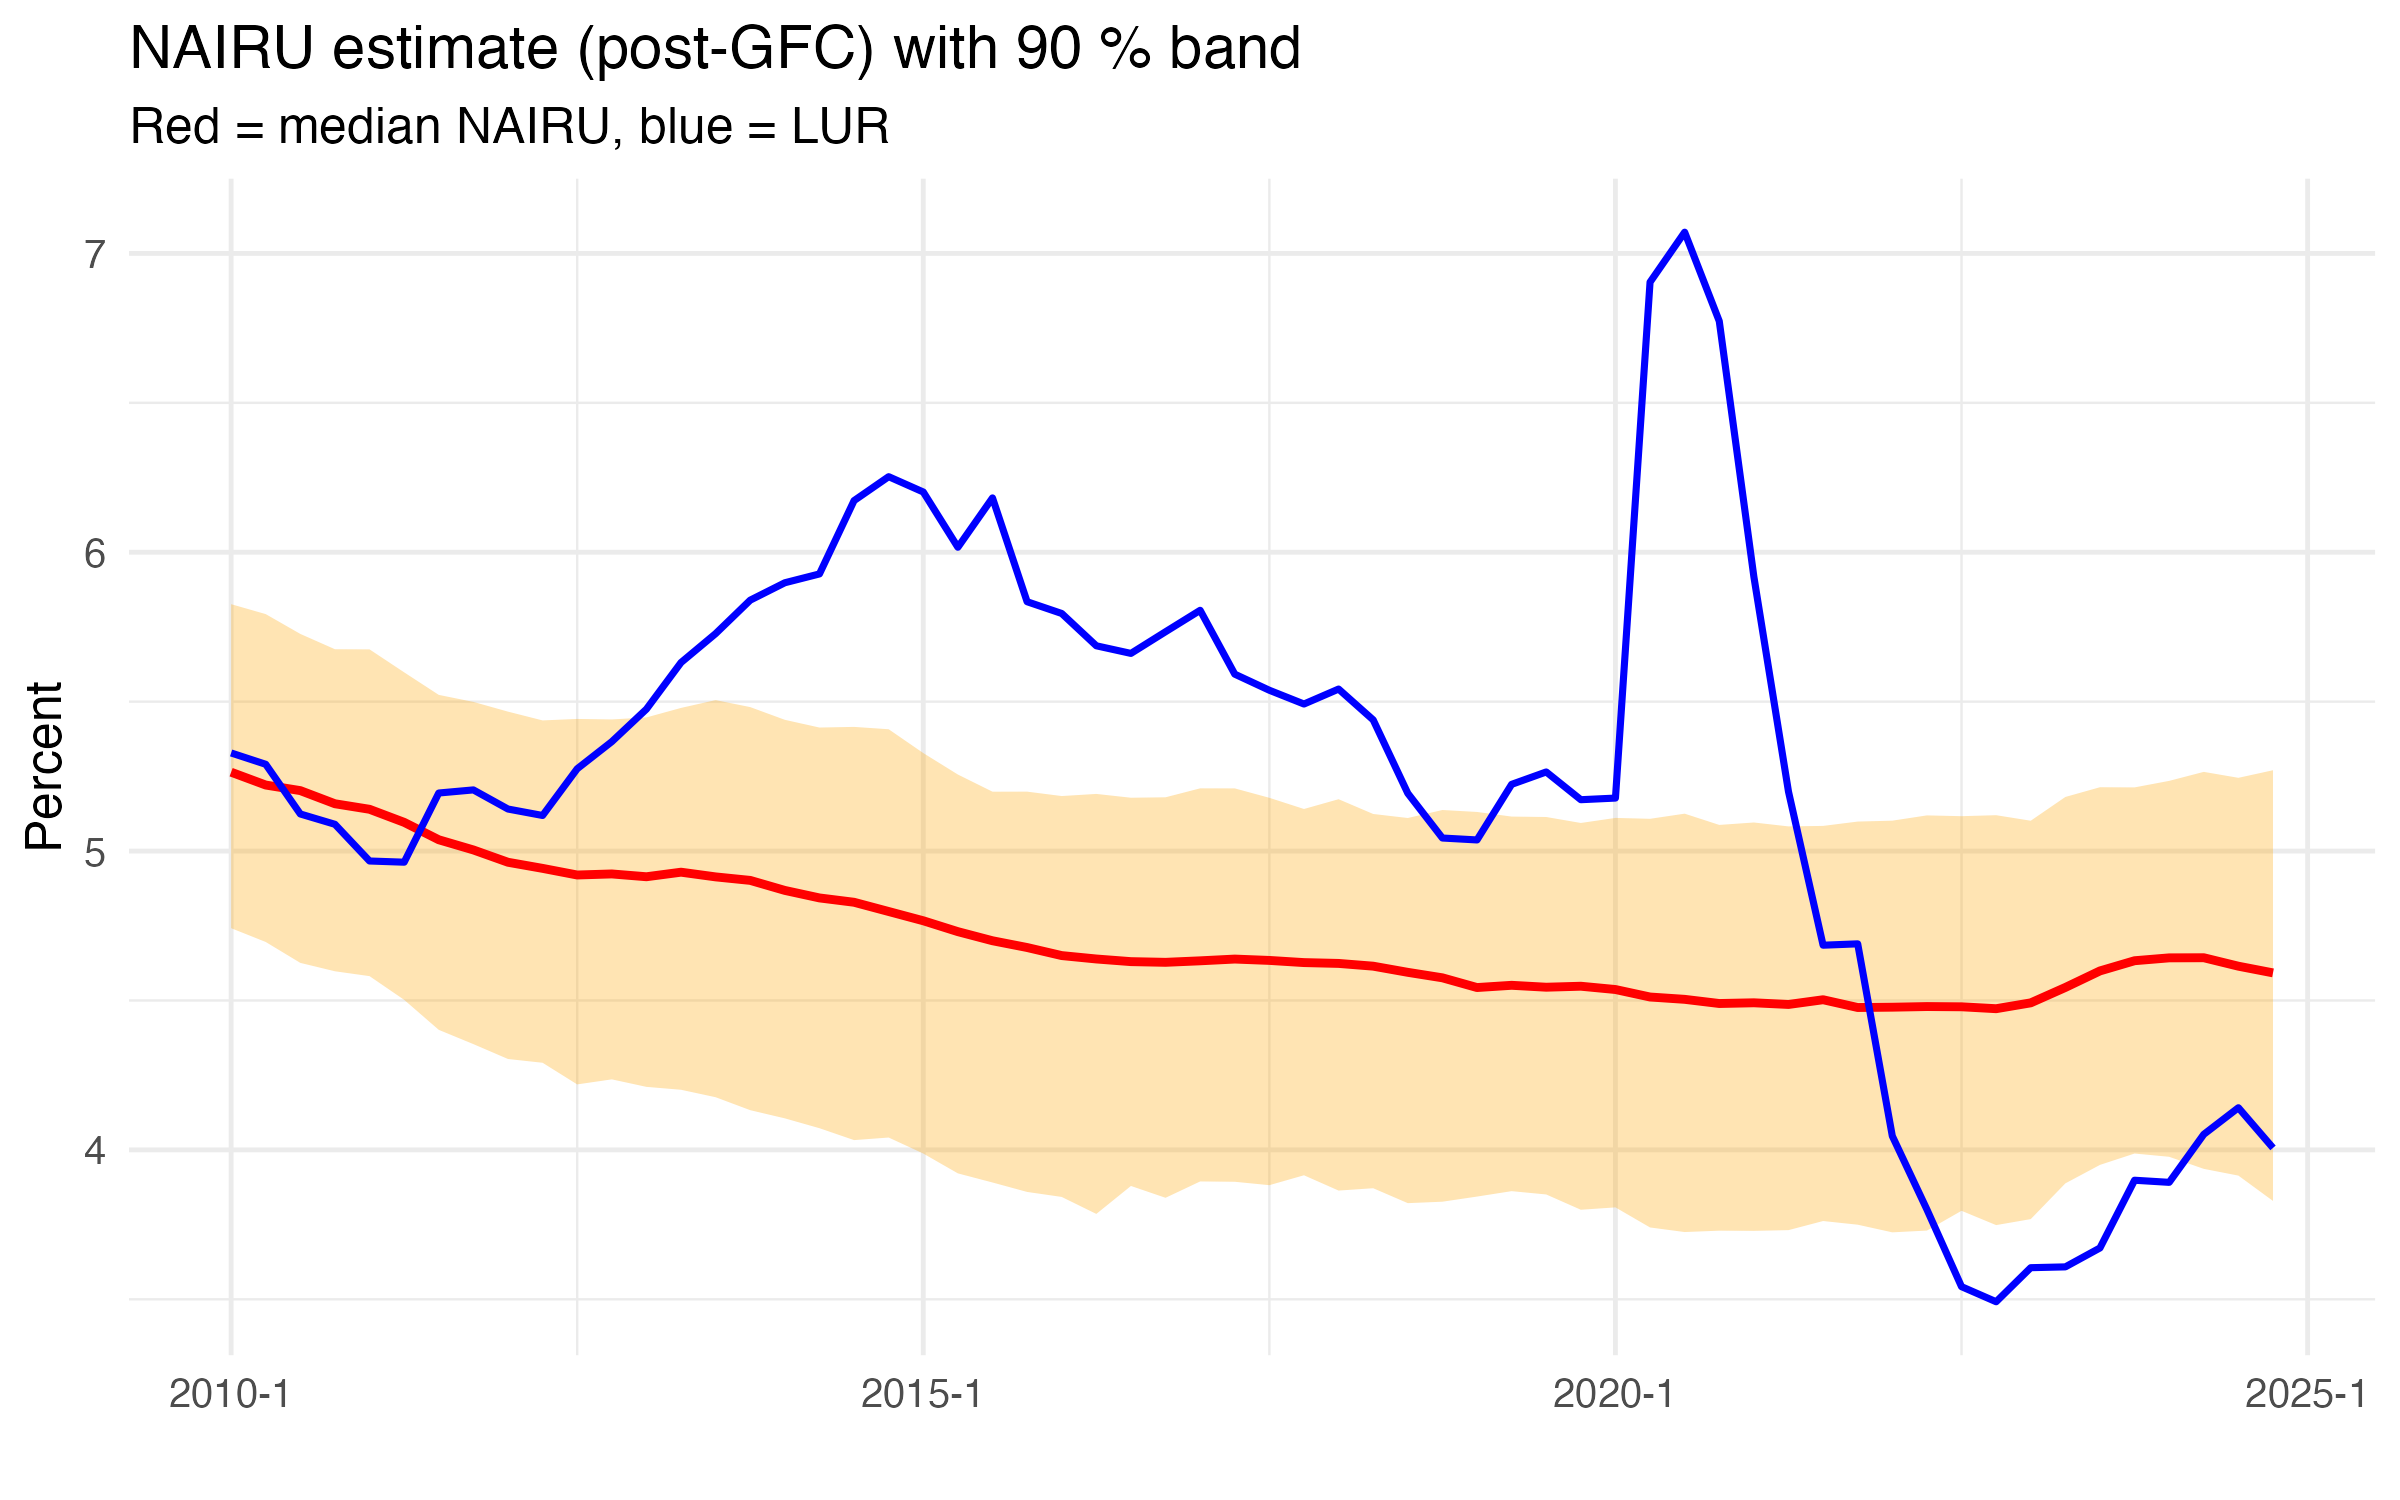 NAIRU estimate (post-GFC) with 90 % band
Red = median NAIRU, blue = LUR
Percent
7
6
5
4
2010-1
2015-1
2020-1
2025-1